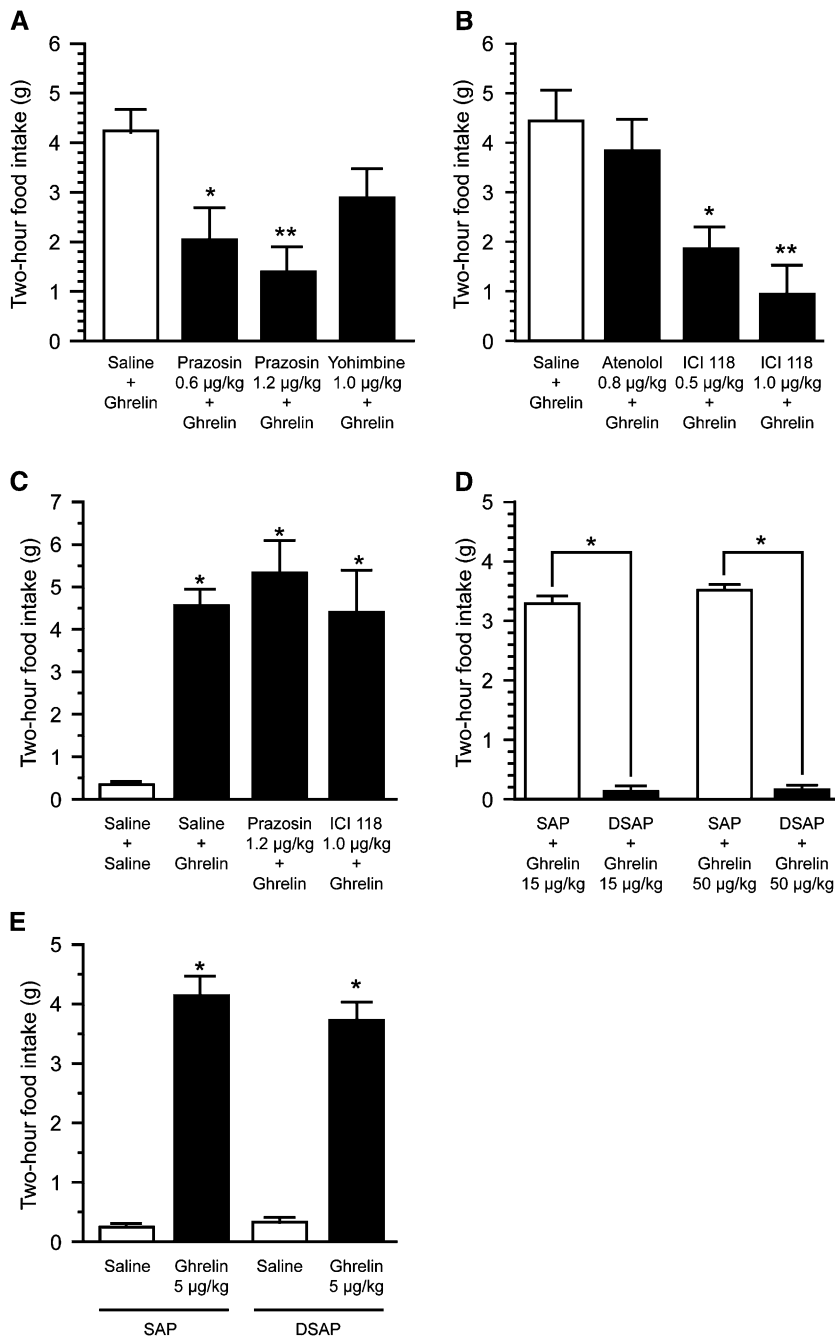 A
Two-hour food intake (g)
6
5
4
3
2
1
0
*
**
Saline + Ghrelin
Prazosin 0.6 µg/kg + Ghrelin
Prazosin 1.2 µg/kg + Ghrelin
Yohimbine 1.0 µg/kg + Ghrelin
B
Two-hour food intake (g)
6
5
4
3
2
1
0
*
**
Saline + Ghrelin
Atenolol 0.8 µg/kg + Ghrelin
ICI 118 0.5 µg/kg + Ghrelin
ICI 118 1.0 µg/kg + Ghrelin
C
Two-hour food intake (g)
7
6
5
4
3
2
1
0
*
*
*
Saline + Saline
Saline + Ghrelin
Prazosin 1.2 µg/kg + Ghrelin
ICI 118 1.0 µg/kg + Ghrelin
D
Two-hour food intake (g)
5
4
3
2
1
0
*
*
SAP + Ghrelin 15 µg/kg
DSAP + Ghrelin 15 µg/kg
SAP + Ghrelin 50 µg/kg
DSAP + Ghrelin 50 µg/kg
E
Two-hour food intake (g)
5
4
3
2
1
0
*
*
Saline
Ghrelin 5 µg/kg
Saline
Ghrelin 5 µg/kg
SAP
DSAP